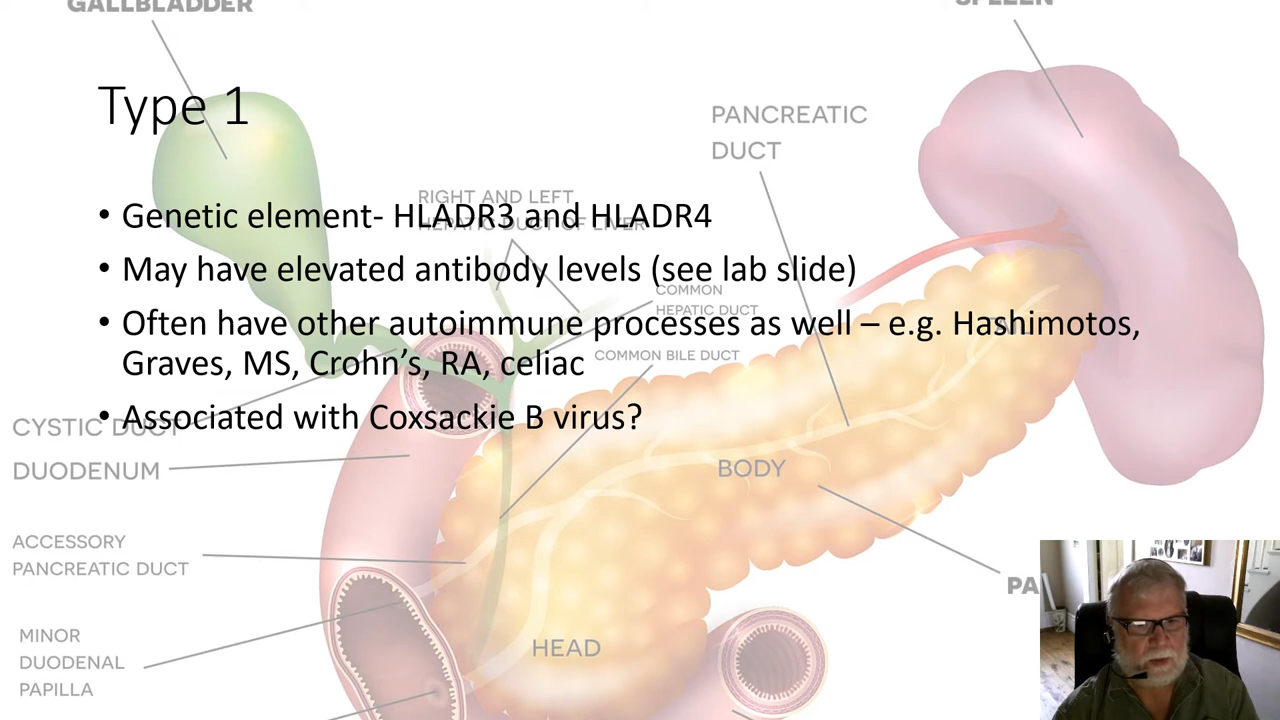 GALLBLADDER
SPLEEN
Type 1
PANCREATIC
DUCT
RIGHT AND LEFT
HEPATIC DUCT OF LIVER
• Genetic element- HLADR3 and HLADR4
• May have elevated antibody levels (see lab slide)
COMMON
HEPATIC DUCT
• Often have other autoimmune processes as well – e.g. Hashimotos,
Graves, MS, Crohn’s, RA, celiac
COMMON BILE DUCT
• Associated with Coxsackie B virus?
CYSTIC DUCT
DUODENUM
BODY
ACCESSORY
PANCREATIC DUCT
PA
MINOR
DUODENAL
PAPILLA
HEAD